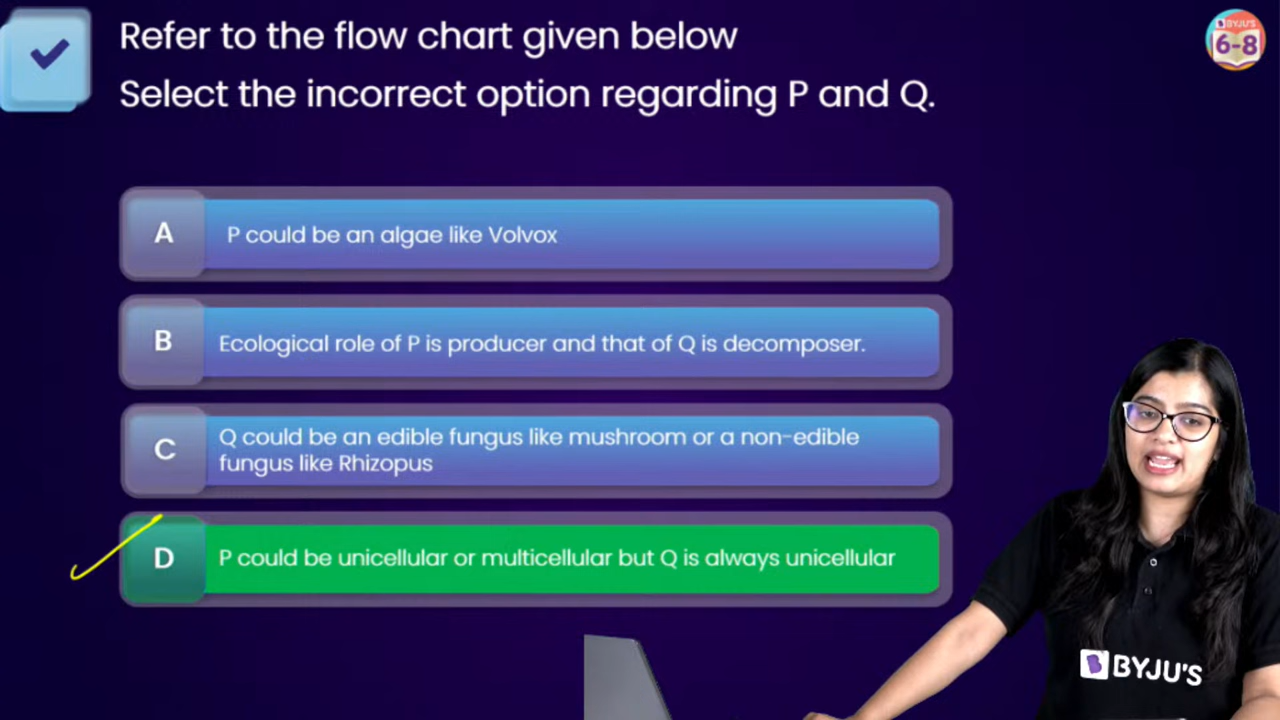 Refer to the flow chart given below
Select the incorrect option regarding P and Q.
BYJU'S
6-8
A
P could be an algae like Volvox
B
Ecological role of P is producer and that of Q is decomposer.
C
Q could be an edible fungus like mushroom or a non-edible
fungus like Rhizopus
D
P could be unicellular or multicellular but Q is always unicellular
BYJU'S